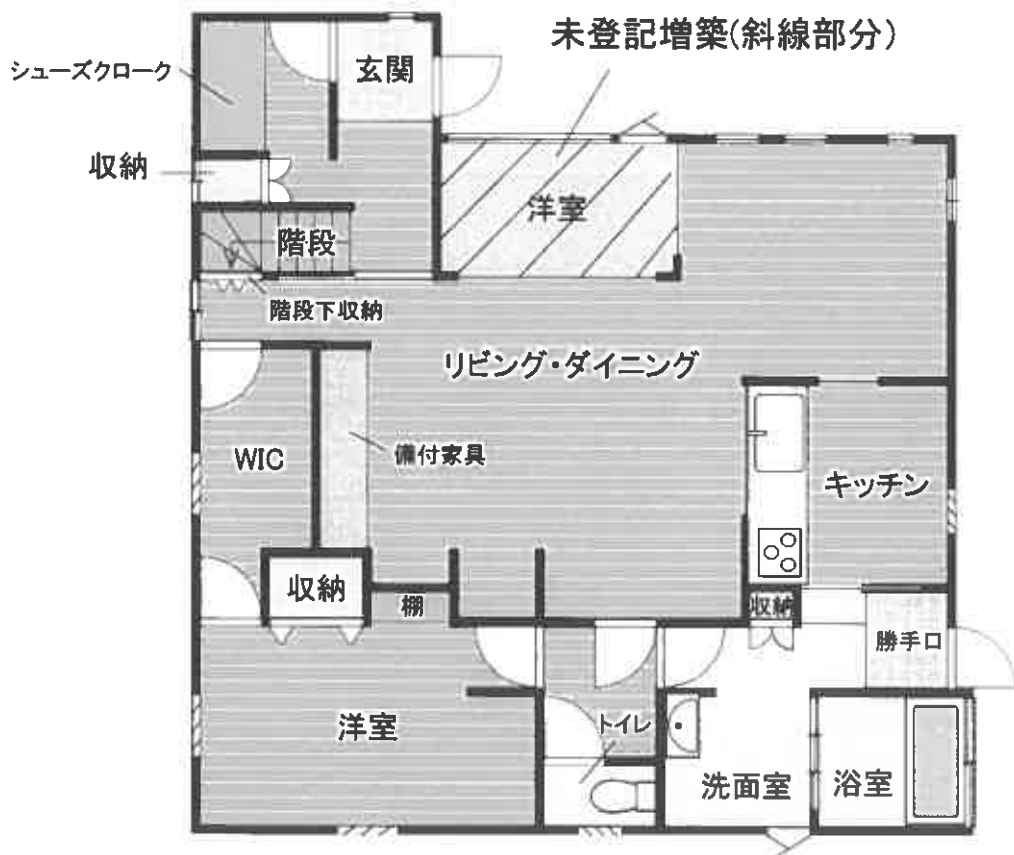 未登記増築(斜線部分)
玄関
シューズクローク
収納
洋室
階段
階段下収納
リビング・ダイニング
WIC
備付家具
キッチン
収納
棚
収納
勝手口
洋室
トイレ
洗面室
浴室